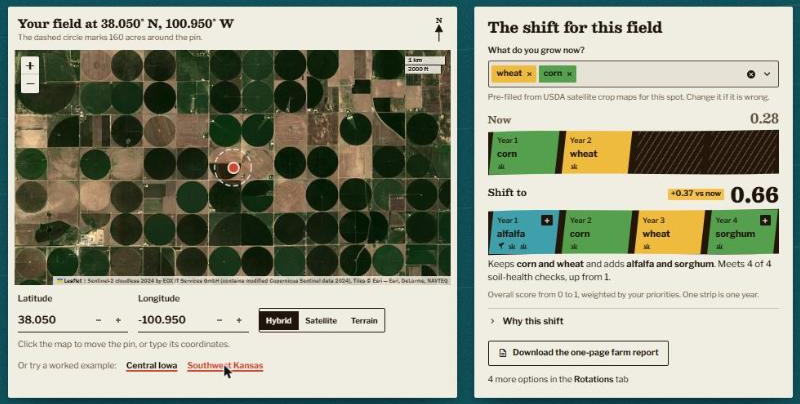 Your field at 38.050° N, 100.950° W
The dashed circle marks 160 acres around the pin.
N
+
−
1 km
3000 ft
Leaflet | Sentinel-2 cloudless 2024 by EOX IT Services GmbH (contains modified Copernicus Sentinel data 2024), Tiles © Esri — Esri, DeLorme, NAVTEQ
Latitude
Longitude
38.050 − +
-100.950 − +
Hybrid Satellite Terrain
Click the map to move the pin, or type its coordinates.
Or try a worked example: Central Iowa Southwest Kansas
The shift for this field
What do you grow now?
wheat × corn ×
Pre-filled from USDA satellite crop maps for this spot. Change it if it is wrong.
Now 0.28
Year 1
corn
Year 2
wheat
Shift to +0.37 vs now 0.66
Year 1 +
alfalfa
Year 2
corn
Year 3
wheat
Year 4 +
sorghum
Keeps corn and wheat and adds alfalfa and sorghum. Meets 4 of 4
soil-health checks, up from 1.
Overall score from 0 to 1, weighted by your priorities. One strip is one year.
Why this shift
Download the one-page farm report
4 more options in the Rotations tab